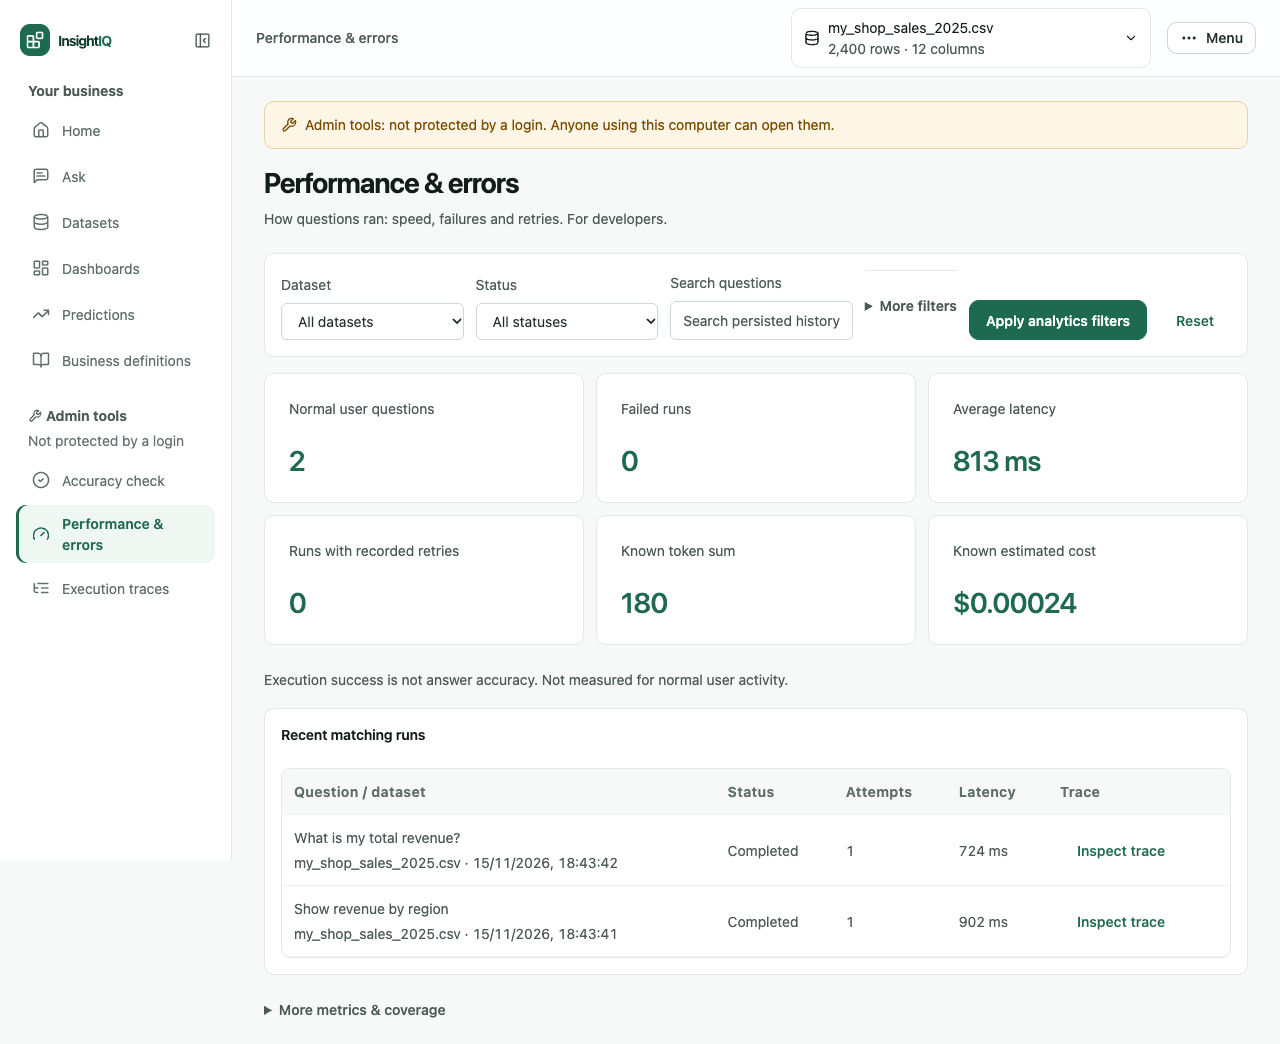 InsightIQ
Performance & errors
my_shop_sales_2025.csv
2,400 rows · 12 columns
Menu
Your business
Home
Ask
Datasets
Dashboards
Predictions
Business definitions
Admin tools
Not protected by a login
Accuracy check
Performance &
errors
Execution traces
Admin tools: not protected by a login. Anyone using this computer can open them.
Performance & errors
How questions ran: speed, failures and retries. For developers.
Dataset
All datasets
Status
All statuses
Search questions
Search persisted history
More filters
Apply analytics filters
Reset
Normal user questions
2
Failed runs
0
Average latency
813 ms
Runs with recorded retries
0
Known token sum
180
Known estimated cost
$0.00024
Execution success is not answer accuracy. Not measured for normal user activity.
Recent matching runs
Question / dataset Status Attempts Latency Trace
What is my total revenue?
my_shop_sales_2025.csv · 15/11/2026, 18:43:42
Completed 1 724 ms Inspect trace
Show revenue by region
my_shop_sales_2025.csv · 15/11/2026, 18:43:41
Completed 1 902 ms Inspect trace
More metrics & coverage